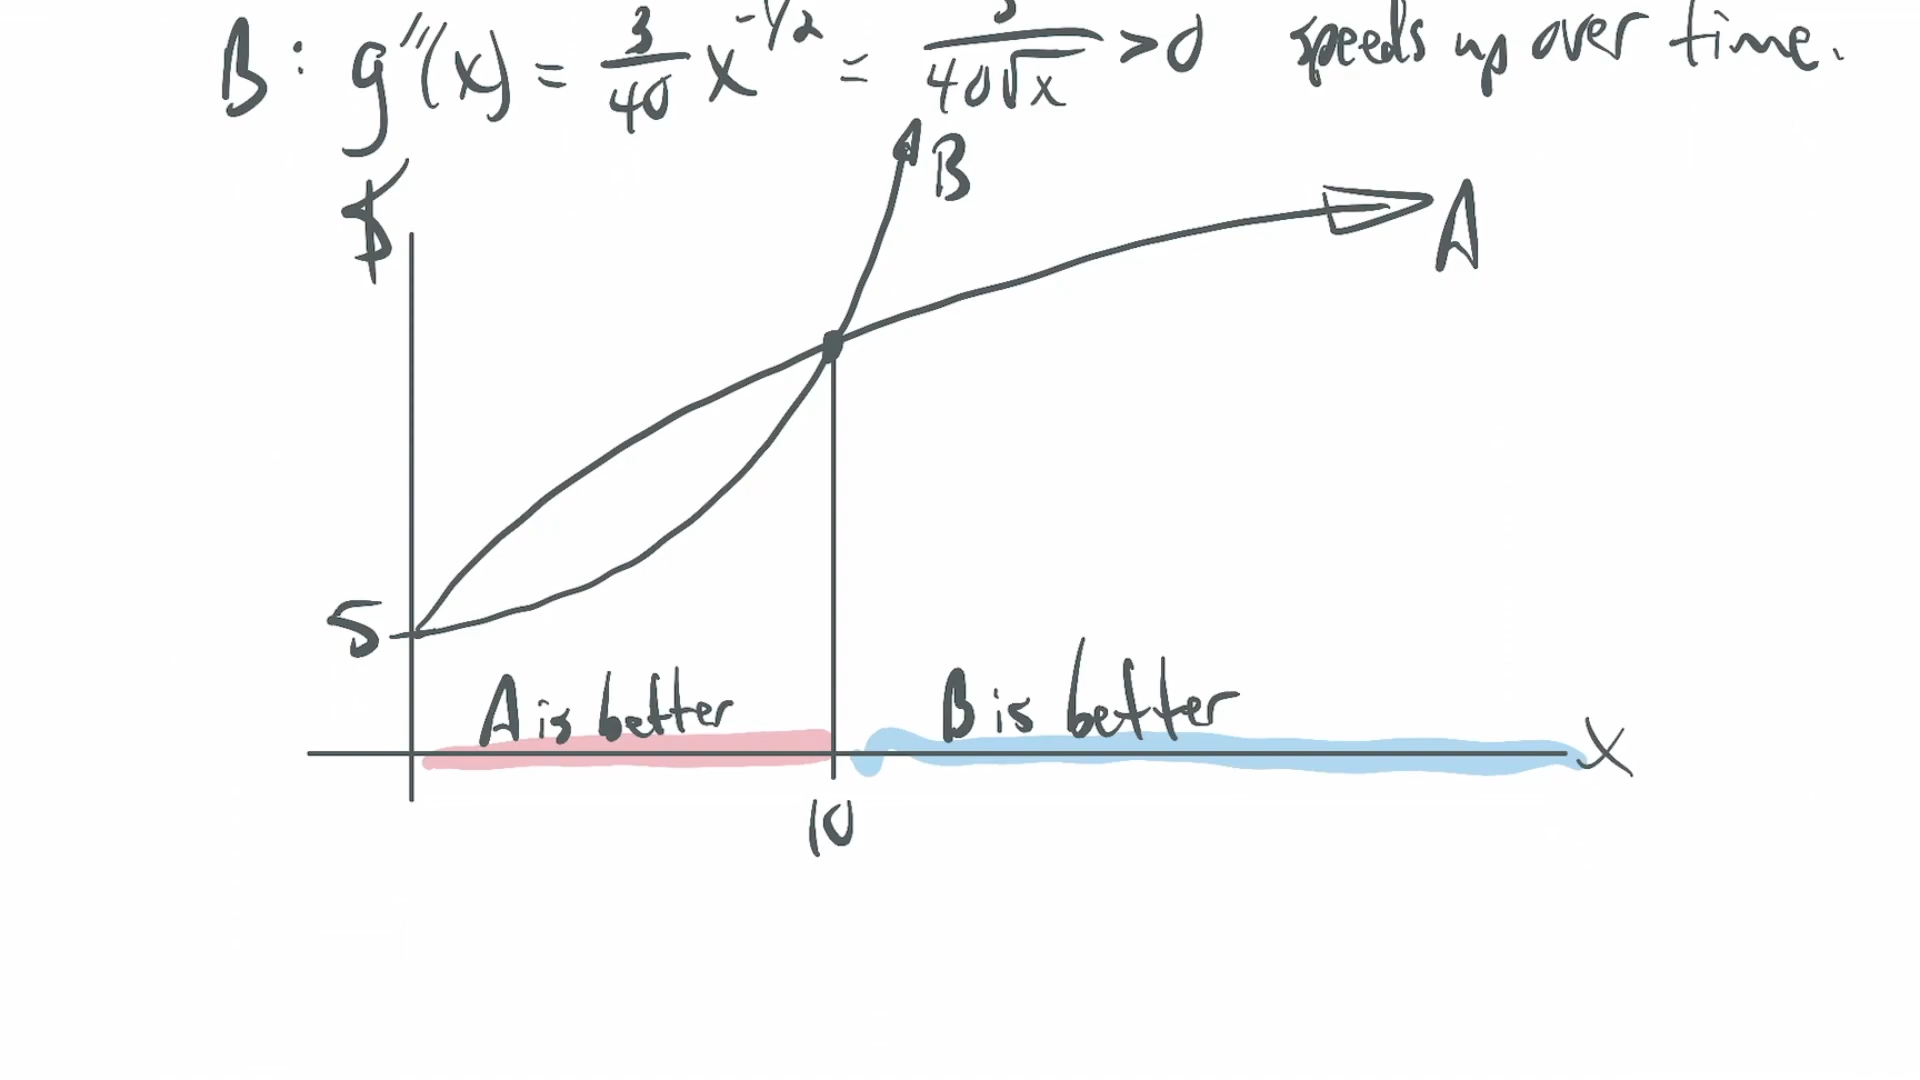 B: g''(x) = 3/40 x^-1/2 = 3/(40√x) > 0 speeds up over time.
$
B
A
5
A is better
B is better
X
10